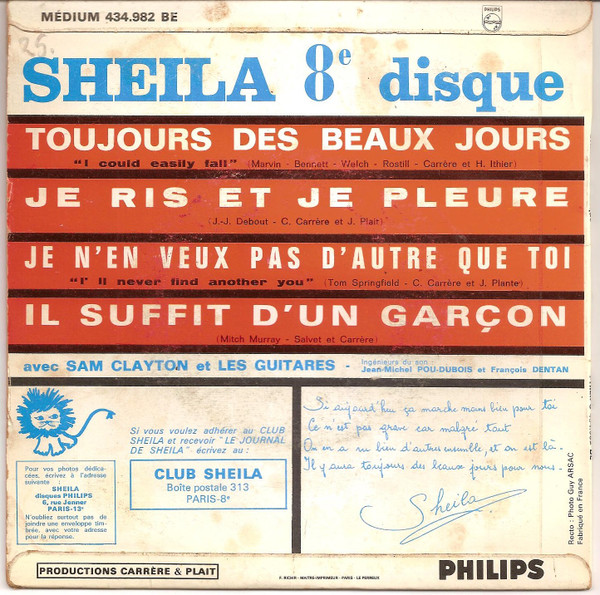 MÉDIUM 434.982 BE
PHILIPS
25.
SHEILA 8e disque
TOUJOURS DES BEAUX JOURS
"I could easily fall" (Marvin - Bennett - Welch - Rostill - Carrère et H. Ithier)
JE RIS ET JE PLEURE
(J.-J. Debout - C. Carrère et J. Plait)
JE N'EN VEUX PAS D'AUTRE QUE TOI
"I' ll never find another you" (Tom Springfield - C. Carrère et J. Plante)
IL SUFFIT D'UN GARÇON
(Mitch Murray - Salvet et Carrère)
avec SAM CLAYTON et LES GUITARES -
Ingénieurs du son
Jean-Michel POU-DUBOIS et François DENTAN
Pour vos photos dédica-
cées, écrivez à l'adresse
suivante
SHEILA
disques PHILIPS
6, rue Jenner
PARIS-13e
N'oubliez surtout pas de
joindre une enveloppe tim-
brée, avec votre adresse
pour la réponse.
Si vous voulez adhérer au CLUB
SHEILA et recevoir "LE JOURNAL
DE SHEILA" écrivez au :
CLUB SHEILA
Boîte postale 313
PARIS-8e
Si aujourd'hui ça marche moins bien pour toi
Ce n'est pas grave car malgré tout
On en a vu bien d'autres ensemble, et on est là.
Il y aura toujours des beaux jours pour nous.
Sheila
Recto : Photo Guy ARSAC
Fabriqué en France
PRODUCTIONS CARRÈRE & PLAIT
PHILIPS